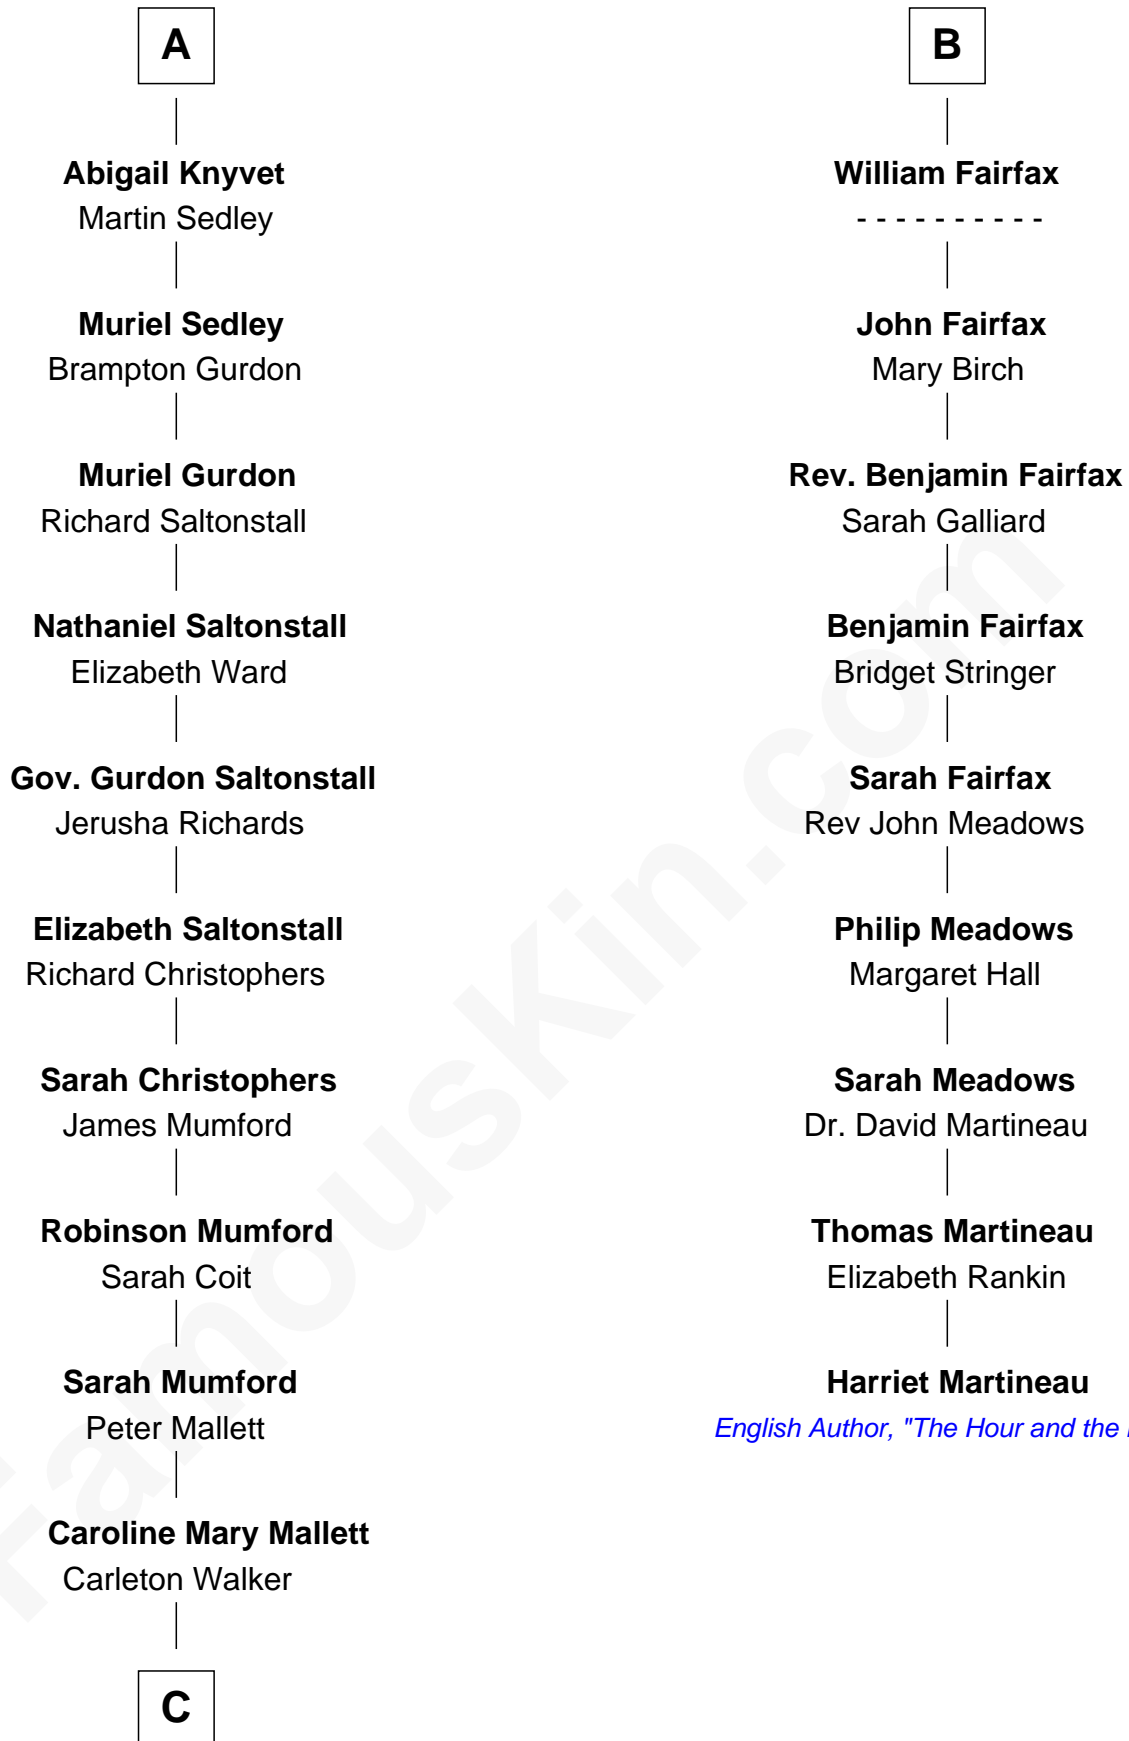 A
Abigail Knyvet
Martin Sedley
Muriel Sedley
Brampton Gurdon
Muriel Gurdon
Richard Saltonstall
Nathaniel Saltonstall
Elizabeth Ward
Gov. Gurdon Saltonstall
Jerusha Richards
Elizabeth Saltonstall
Richard Christophers
Sarah Christophers
James Mumford
Robinson Mumford
Sarah Coit
Sarah Mumford
Peter Mallett
Caroline Mary Mallett
Carleton Walker
C
B
William Fairfax
- - - - - - - - - -
John Fairfax
Mary Birch
Rev. Benjamin Fairfax
Sarah Galliard
Benjamin Fairfax
Bridget Stringer
Sarah Fairfax
Rev John Meadows
Philip Meadows
Margaret Hall
Sarah Meadows
Dr. David Martineau
Thomas Martineau
Elizabeth Rankin
Harriet Martineau
English Author, "The Hour and the
FamousKin.com